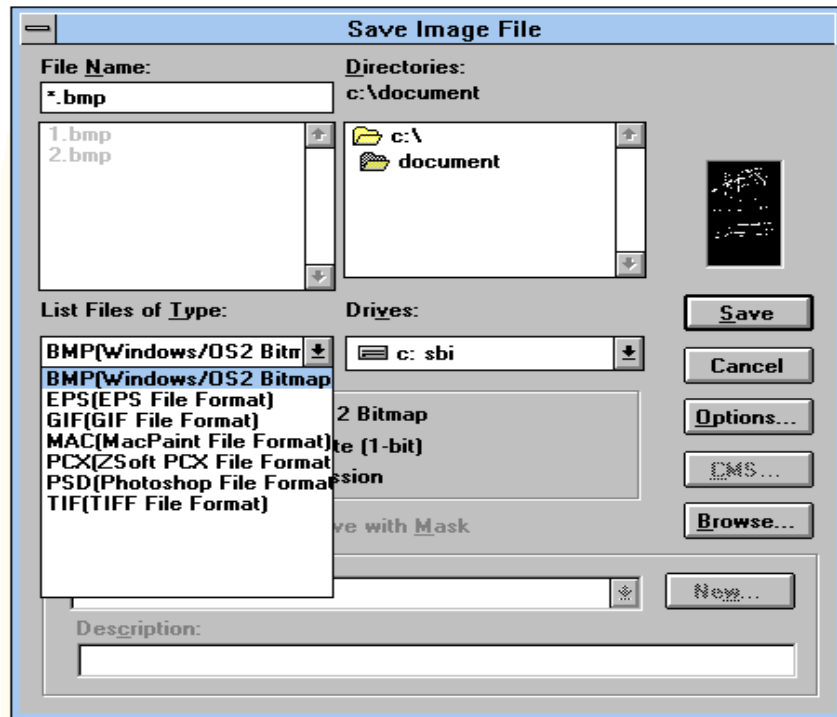 Save Image File
File Name:
*.bmp
1.bmp
2.bmp
Directories:
c:\document
c:\
document
List Files of Type:
BMP(Windows/OS2 Bitm
BMP(Windows/OS2 Bitmap
EPS(EPS File Format)
GIF(GIF File Format)
MAC(MacPaint File Format)
PCX(ZSoft PCX File Format
PSD(Photoshop File Format
TIF(TIFF File Format)
Drives:
c: sbi
2 Bitmap
te (1-bit)
ssion
ve with Mask
Save
Cancel
Options...
CMS...
Browse...
New...
Description: